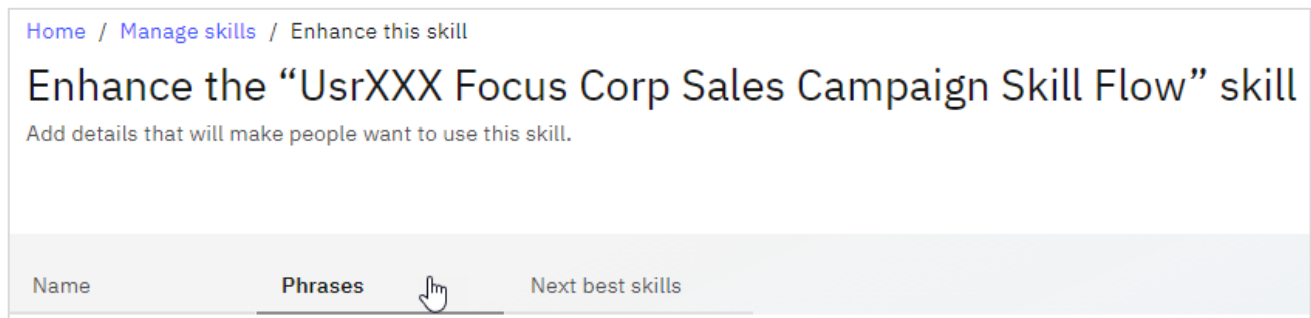 Home / Manage skills / Enhance this skill
Enhance the “UsrXXX Focus Corp Sales Campaign Skill Flow” skill
Add details that will make people want to use this skill.
Name Phrases Next best skills